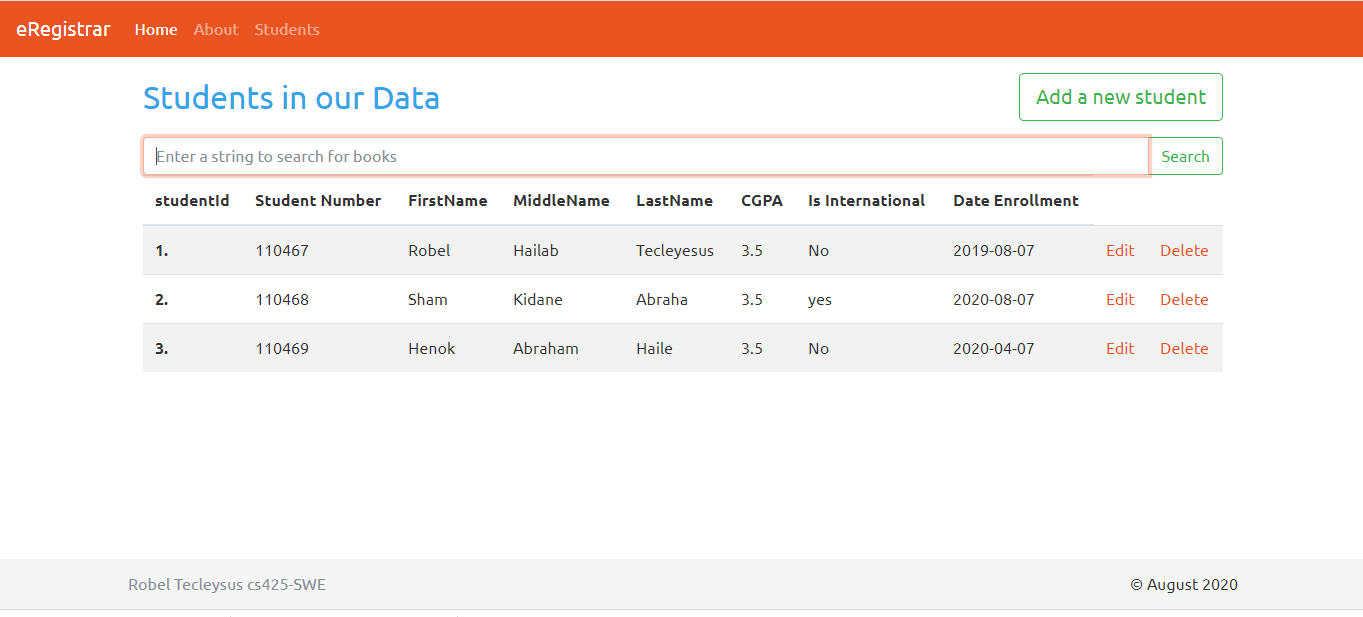 eRegistrar Home About Students
Students in our Data Add a new student
Enter a string to search for books Search
studentId Student Number FirstName MiddleName LastName CGPA Is International Date Enrollment
1. 110467 Robel Hailab Tecleyesus 3.5 No 2019-08-07 Edit Delete
2. 110468 Sham Kidane Abraha 3.5 yes 2020-08-07 Edit Delete
3. 110469 Henok Abraham Haile 3.5 No 2020-04-07 Edit Delete
Robel Tecleysus cs425-SWE © August 2020